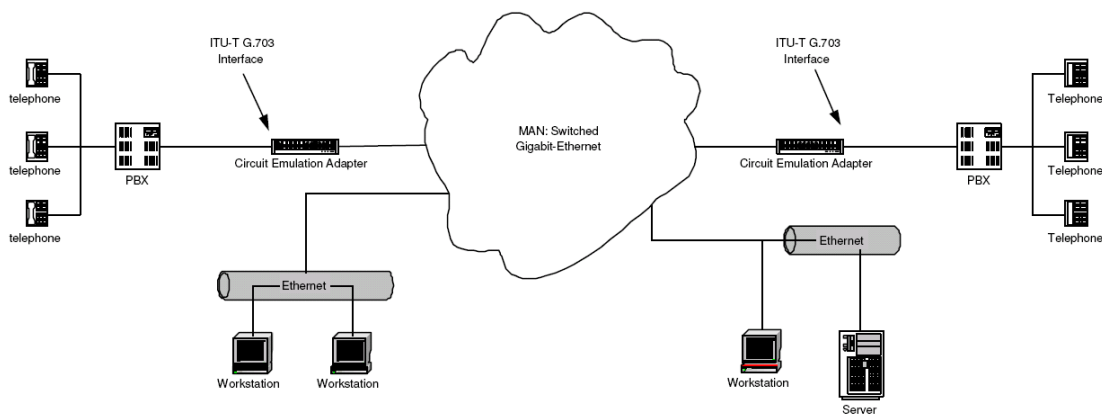 ITU-T G.703
Interface
ITU-T G.703
Interface
telephone
telephone
telephone
PBX
Circuit Emulation Adapter
MAN: Switched
Gigabit-Ethernet
Circuit Emulation Adapter
PBX
Telephone
Telephone
Telephone
Ethernet
Workstation
Workstation
Ethernet
Workstation
Server